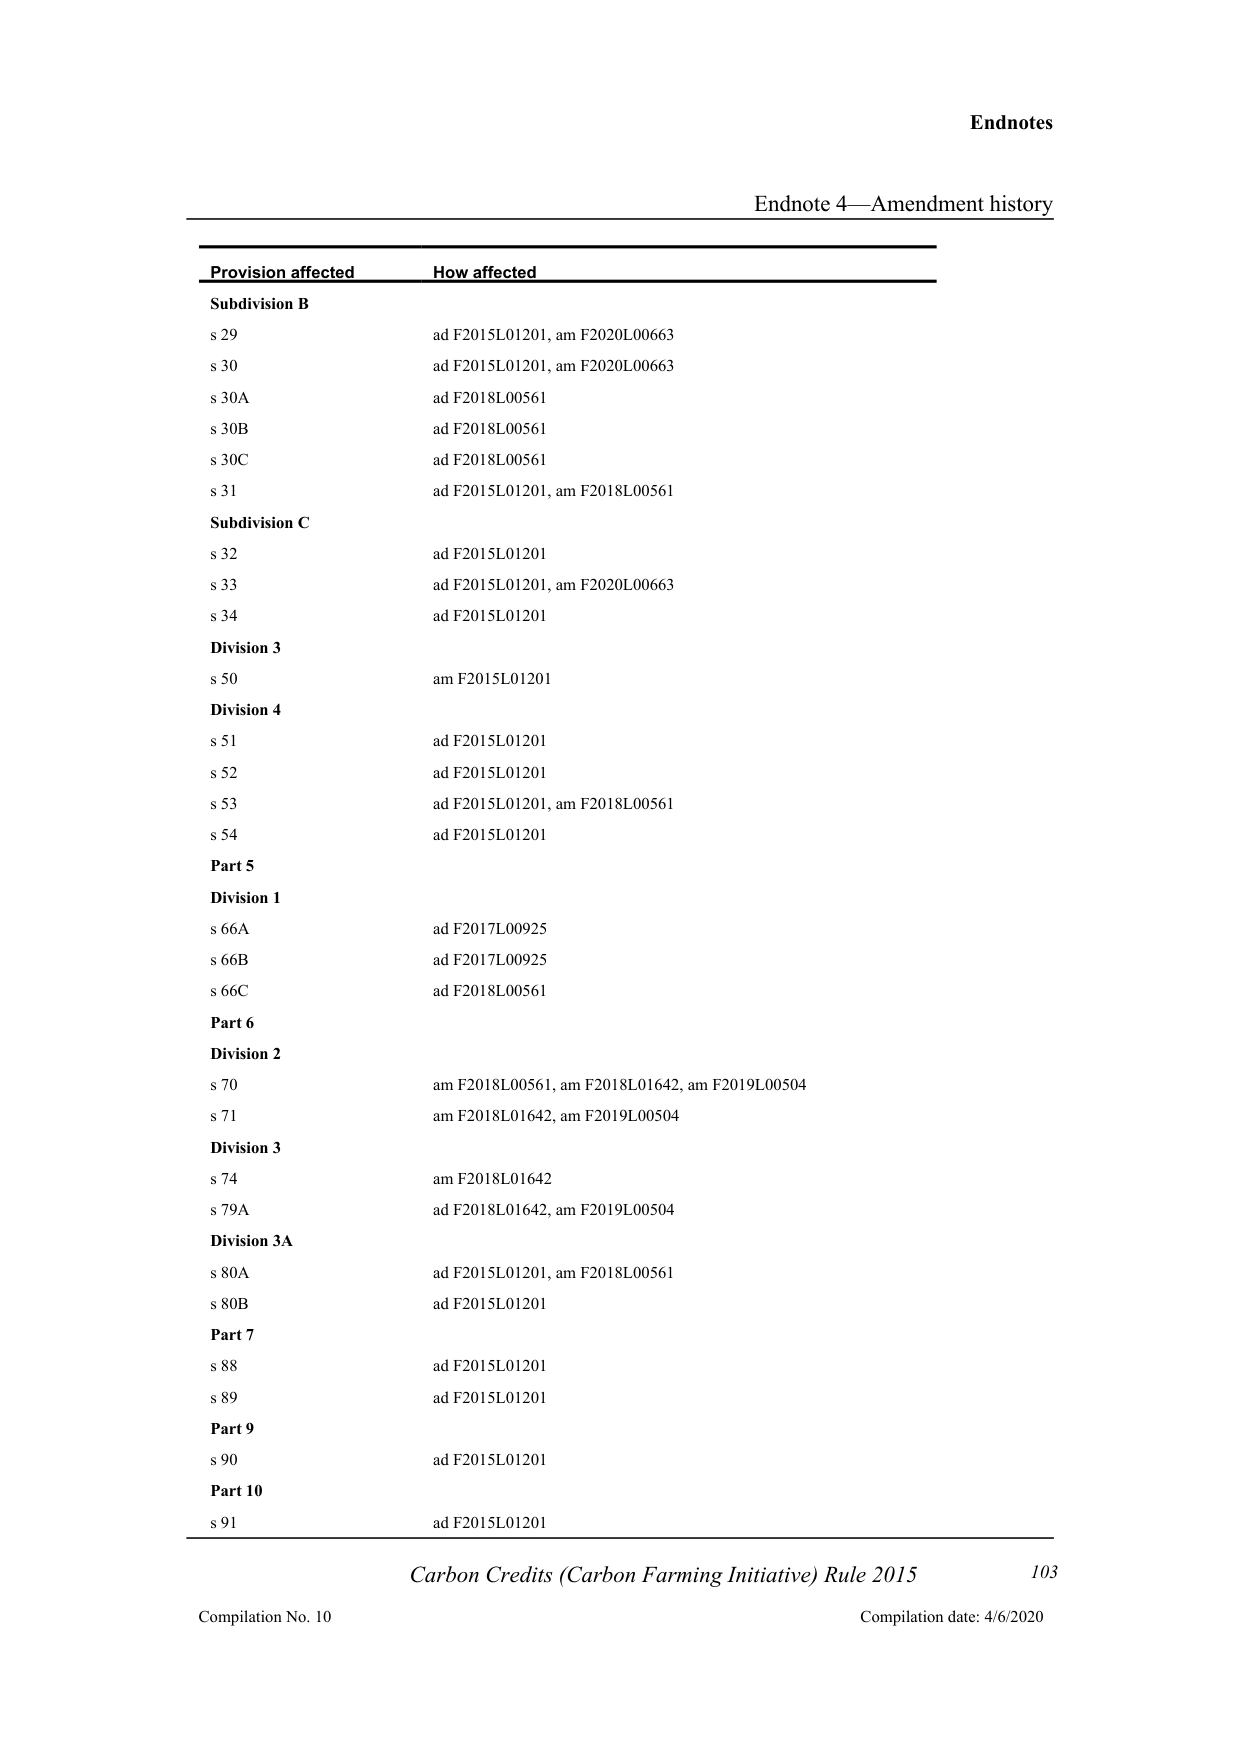 Endnotes
Endnote 4—Amendment history
Provision affected How affected
Subdivision B
s 29 ad F2015L01201, am F2020L00663
s 30 ad F2015L01201, am F2020L00663
s 30A ad F2018L00561
s 30B ad F2018L00561
s 30C ad F2018L00561
s 31 ad F2015L01201, am F2018L00561
Subdivision C
s 32 ad F2015L01201
s 33 ad F2015L01201, am F2020L00663
s 34 ad F2015L01201
Division 3
s 50 am F2015L01201
Division 4
s 51 ad F2015L01201
s 52 ad F2015L01201
s 53 ad F2015L01201, am F2018L00561
s 54 ad F2015L01201
Part 5
Division 1
s 66A ad F2017L00925
s 66B ad F2017L00925
s 66C ad F2018L00561
Part 6
Division 2
s 70 am F2018L00561, am F2018L01642, am F2019L00504
s 71 am F2018L01642, am F2019L00504
Division 3
s 74 am F2018L01642
s 79A ad F2018L01642, am F2019L00504
Division 3A
s 80A ad F2015L01201, am F2018L00561
s 80B ad F2015L01201
Part 7
s 88 ad F2015L01201
s 89 ad F2015L01201
Part 9
s 90 ad F2015L01201
Part 10
s 91 ad F2015L01201
Carbon Credits (Carbon Farming Initiative) Rule 2015 103
Compilation No. 10 Compilation date: 4/6/2020